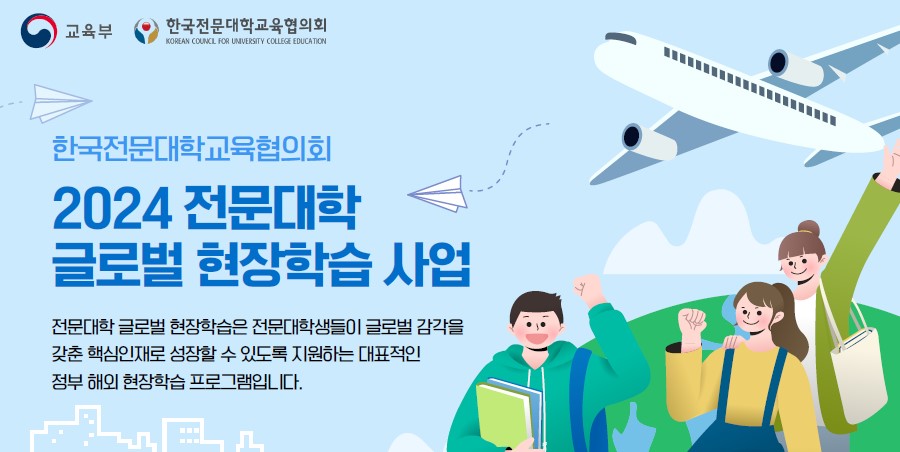 교육부
한국전문대학교육협의회
KOREAN COUNCIL FOR UNIVERSITY COLLEGE EDUCATION
한국전문대학교육협의회
2024 전문대학
글로벌 현장학습 사업
전문대학 글로벌 현장학습은 전문대학생들이 글로벌 감각을
갖춘 핵심인재로 성장할 수 있도록 지원하는 대표적인
정부 해외 현장학습 프로그램입니다.